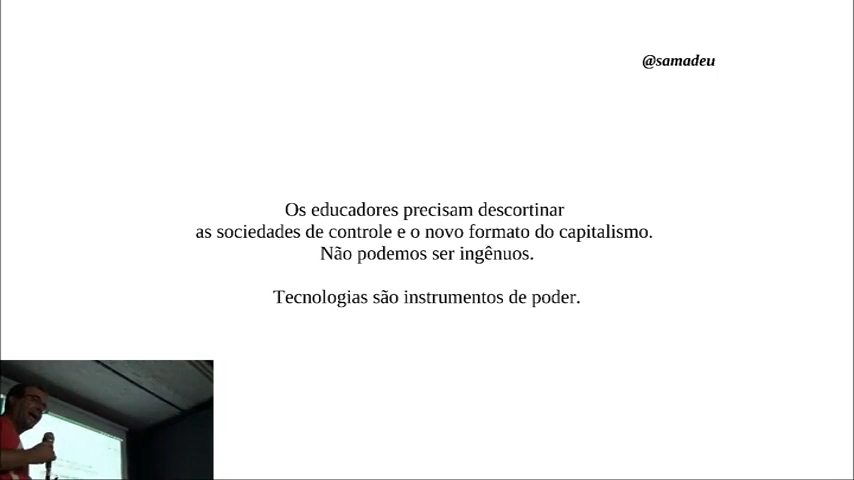 @samadeu
Os educadores precisam descortinar
as sociedades de controle e o novo formato do capitalismo.
Não podemos ser ingênuos.
Tecnologias são instrumentos de poder.